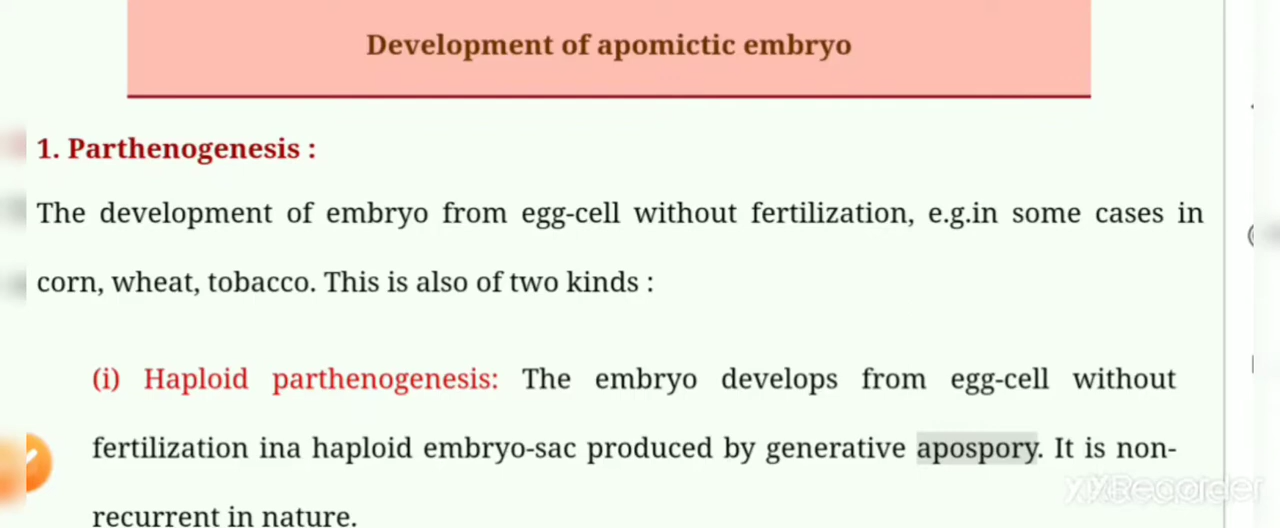 Development of apomictic embryo
1. Parthenogenesis :
The development of embryo from egg-cell without fertilization, e.g.in some cases in
corn, wheat, tobacco. This is also of two kinds :
(i) Haploid parthenogenesis: The embryo develops from egg-cell without
fertilization ina haploid embryo-sac produced by generative apospory. It is non-
recurrent in nature.